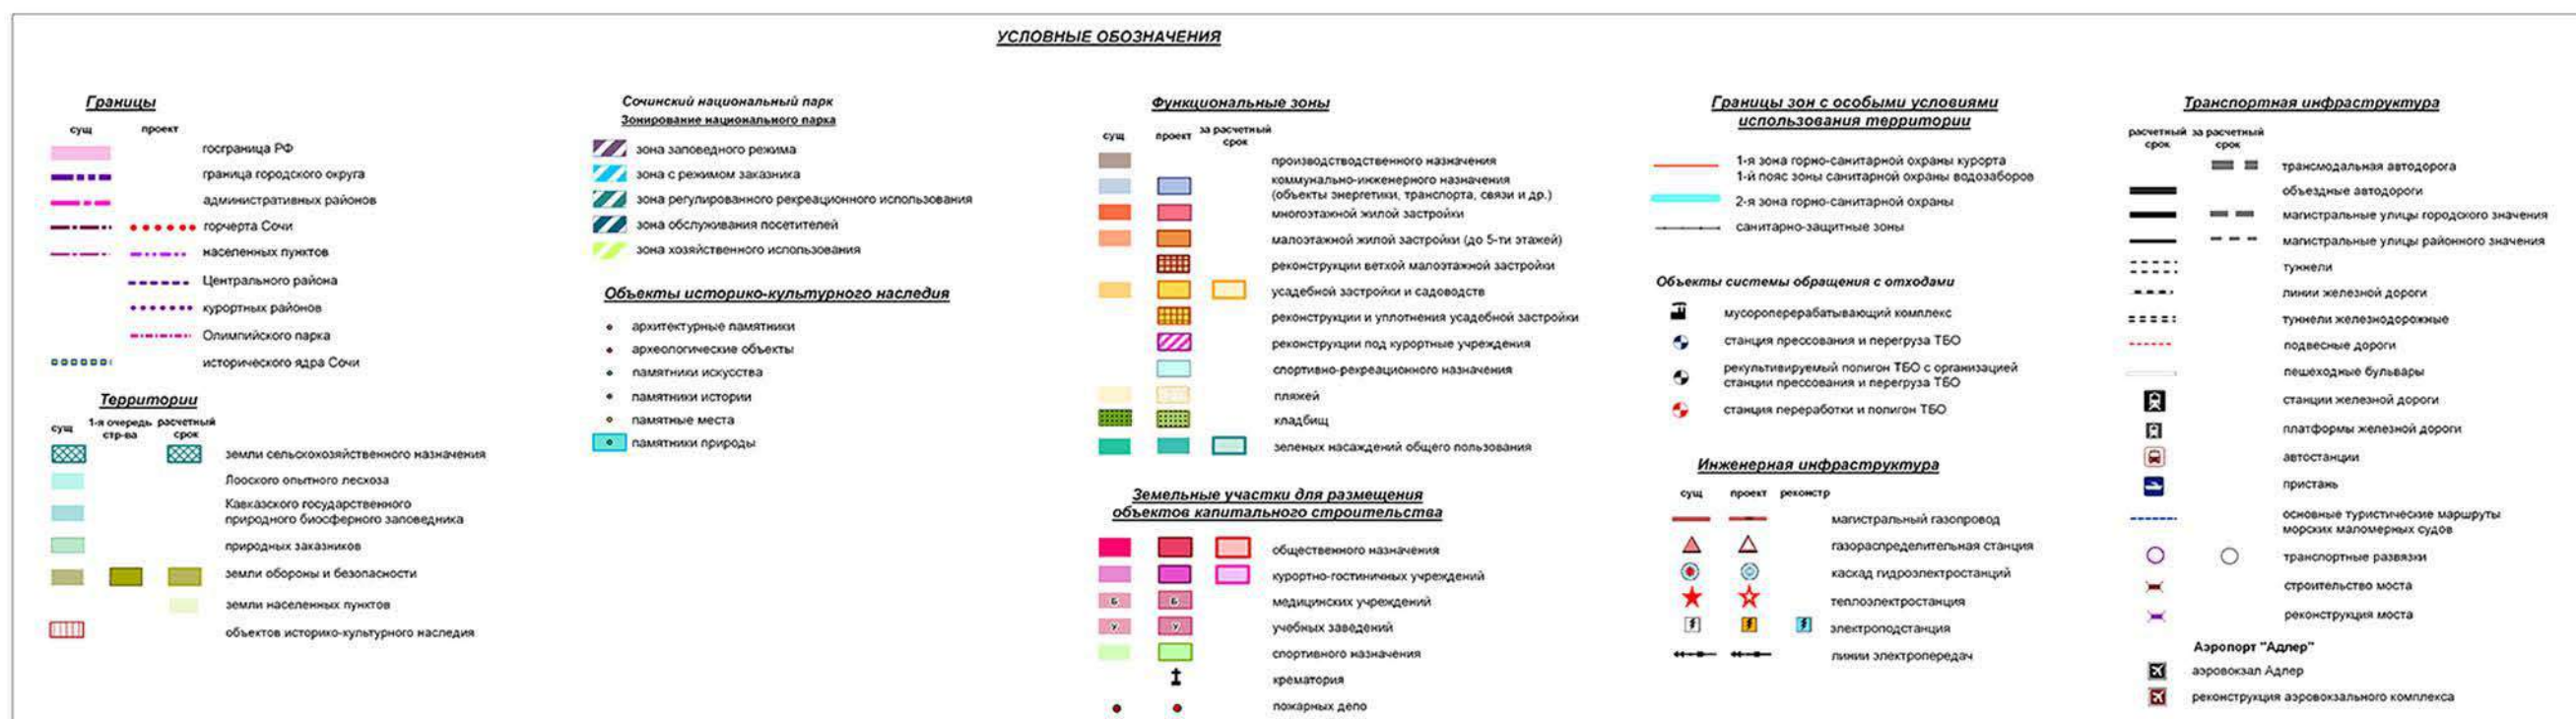 УСЛОВНЫЕ ОБОЗНАЧЕНИЯ
Границы
сущ проект
госграница РФ
граница городского округа
административных районов
горчерта Сочи
населенных пунктов
Центрального района
курортных районов
Олимпийского парка
исторического ядра Сочи
Территории
сущ 1-я очередь стр-ва расчетный срок
земли сельскохозяйственного назначения
Лооского опытного лесхоза
Кавказского государственного
природного биосферного заповедника
природных заказников
земли обороны и безопасности
земли населенных пунктов
объектов историко-культурного наследия
Сочинский национальный парк
Зонирование национального парка
зона заповедного режима
зона с режимом заказника
зона регулированного рекреационного использования
зона обслуживания посетителей
зона хозяйственного использования
Объекты историко-культурного наследия
архитектурные памятники
археологические объекты
памятники искусства
памятники истории
памятные места
памятники природы
Функциональные зоны
сущ проект за расчетный срок
производстводственного назначения
коммунально-инженерного назначения
(объекты энергетики, транспорта, связи и др.)
многоэтажной жилой застройки
малоэтажной жилой застройки (до 5-ти этажей)
реконструкции ветхой малоэтажной застройки
усадебной застройки и садоводств
реконструкции и уплотнения усадебной застройки
реконструкции под курортные учреждения
спортивно-рекреационного назначения
пляжей
кладбищ
зеленых насаждений общего пользования
Земельные участки для размещения
объектов капитального строительства
общественного назначения
курортно-гостиничных учреждений
Б Б медицинских учреждений
У У учебных заведений
спортивного назначения
крематория
пожарных депо
Границы зон с особыми условиями
использования территории
1-я зона горно-санитарной охраны курорта
1-й пояс зоны санитарной охраны водозаборов
2-я зона горно-санитарной охраны
санитарно-защитные зоны
Объекты системы обращения с отходами
мусороперерабатывающий комплекс
станция прессования и перегруза ТБО
рекультивируемый полигон ТБО с организацией
станции прессования и перегруза ТБО
станция переработки и полигон ТБО
Инженерная инфраструктура
сущ проект реконстр
магистральный газопровод
газораспределительная станция
каскад гидроэлектростанций
теплоэлектростанция
электроподстанция
линии электропередач
Транспортная инфраструктура
расчетный срок за расчетный срок
трансмодальная автодорога
объездные автодороги
магистральные улицы городского значения
магистральные улицы районного значения
туннели
линии железной дороги
туннели железнодорожные
подвесные дороги
пешеходные бульвары
станции железной дороги
платформы железной дороги
автостанции
пристань
основные туристические маршруты
морских маломерных судов
транспортные развязки
строительство моста
реконструкция моста
Аэропорт "Адлер"
аэровокзал Адлер
реконструкция аэровокзального комплекса